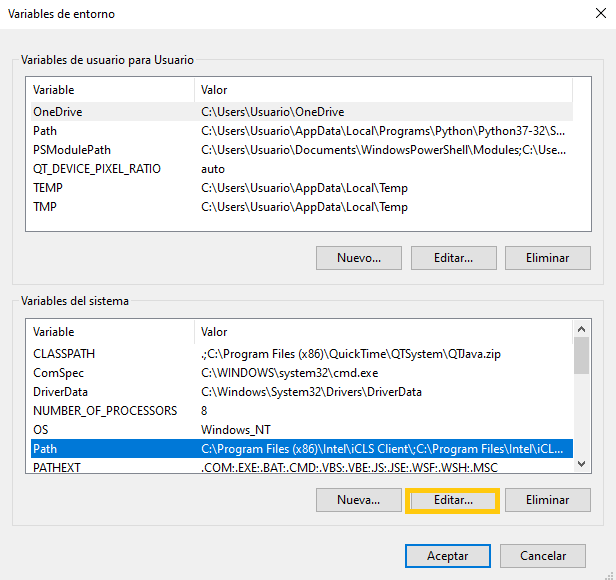 Variables de entorno
Variables de usuario para Usuario
Variable Valor
OneDrive C:\Users\Usuario\OneDrive
Path C:\Users\Usuario\AppData\Local\Programs\Python\Python37-32\S...
PSModulePath C:\Users\Usuario\Documents\WindowsPowerShell\Modules;C:\Use...
QT_DEVICE_PIXEL_RATIO auto
TEMP C:\Users\Usuario\AppData\Local\Temp
TMP C:\Users\Usuario\AppData\Local\Temp
Nuevo... Editar... Eliminar
Variables del sistema
Variable Valor
CLASSPATH .;C:\Program Files (x86)\QuickTime\QTSystem\QTJava.zip
ComSpec C:\WINDOWS\system32\cmd.exe
DriverData C:\Windows\System32\Drivers\DriverData
NUMBER_OF_PROCESSORS 8
OS Windows_NT
Path C:\Program Files (x86)\Intel\iCLS Client\;C:\Program Files\Intel\iCL...
PATHEXT .COM;.EXE;.BAT;.CMD;.VBS;.VBE;.JS;.JSE;.WSF;.WSH;.MSC
Nueva... Editar... Eliminar
Aceptar Cancelar